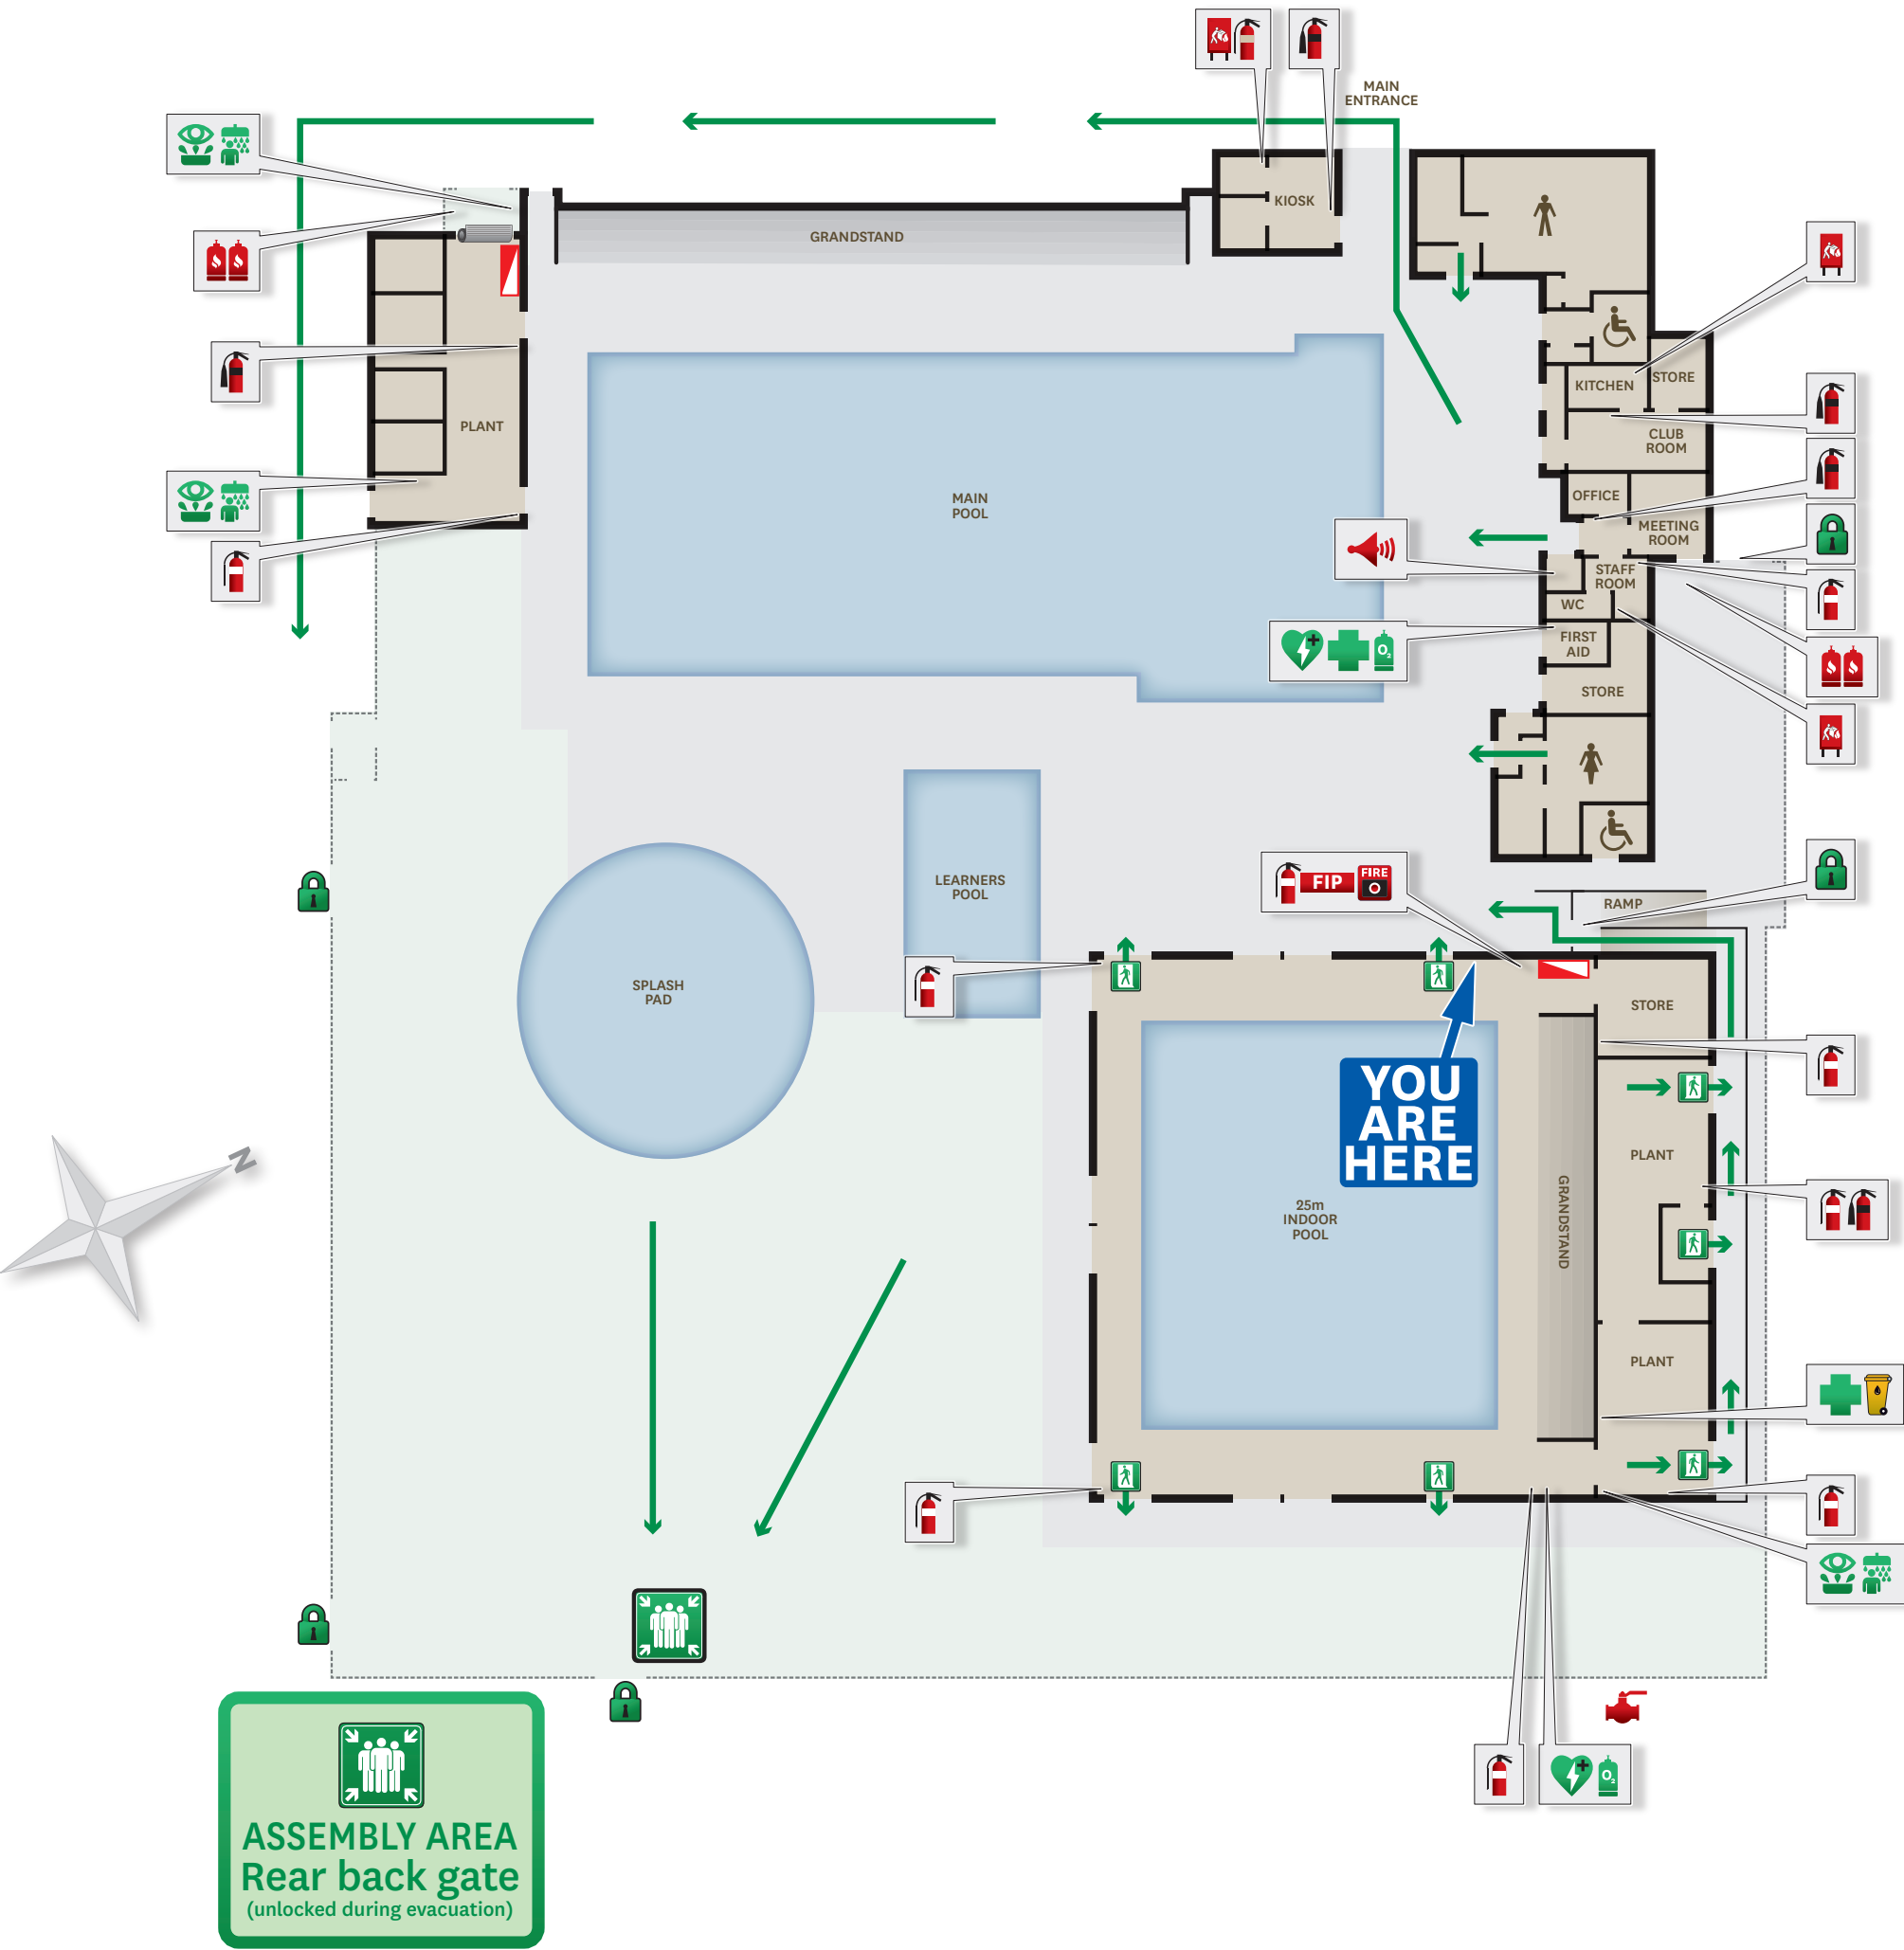 MAIN
ENTRANCE
KIOSK
GRANDSTAND
KITCHEN
STORE
PLANT
CLUB
ROOM
MAIN
POOL
OFFICE
MEETING
ROOM
STAFF
ROOM
WC
FIRST
AID
O2
STORE
LEARNERS
POOL
FIP
FIRE
RAMP
SPLASH
PAD
STORE
N
YOU
ARE
HERE
PLANT
25m
INDOOR
POOL
GRANDSTAND
PLANT
O2
ASSEMBLY AREA
Rear back gate
(unlocked during evacuation)